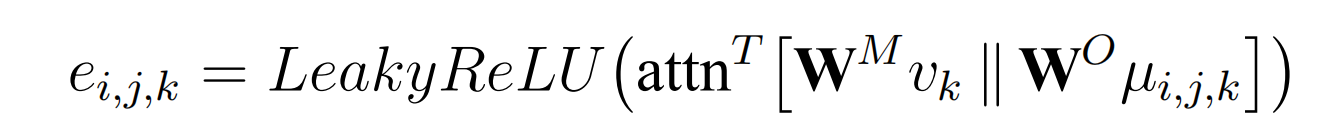 e_{i,j,k} = LeakyReLU(attn^T[W^M v_k ∥ W^O μ_{i,j,k}])